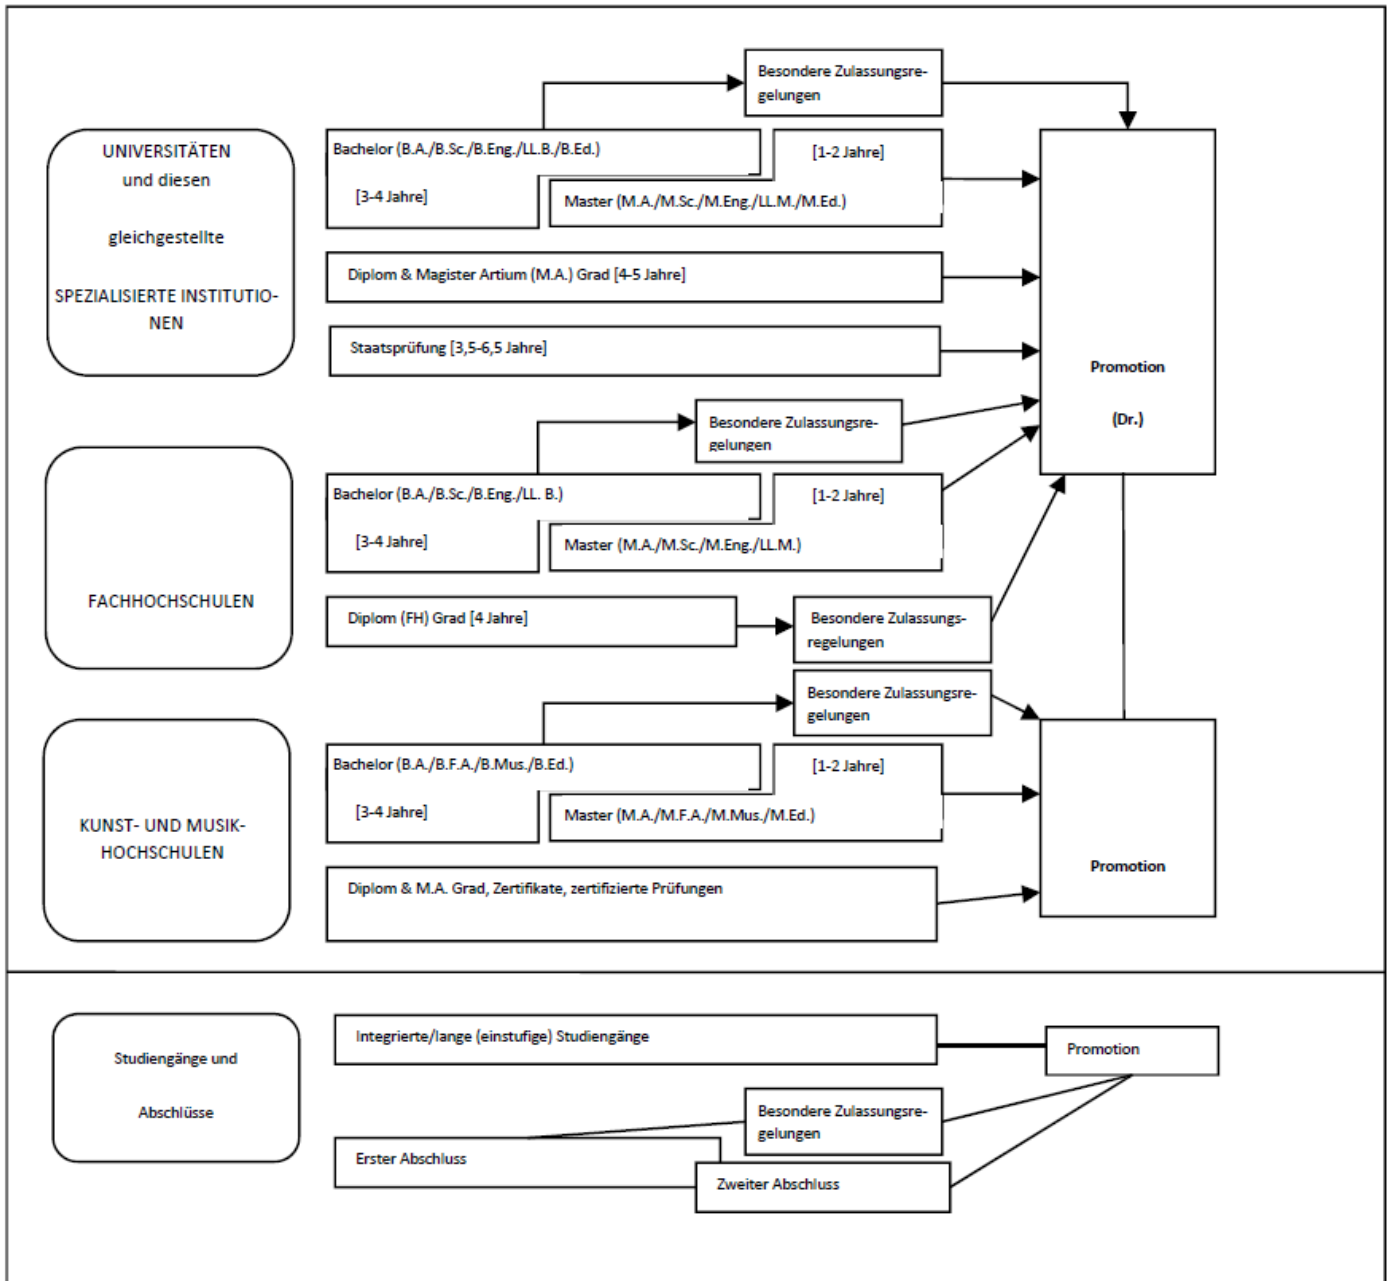 Besondere Zulassungsre-
gelungen
UNIVERSITÄTEN
und diesen
gleichgestellte
SPEZIALISIERTE INSTITUTIO-
NEN
Bachelor (B.A./B.Sc./B.Eng./LL.B./B.Ed.)
[3-4 Jahre]
[1-2 Jahre]
Master (M.A./M.Sc./M.Eng./LL.M./M.Ed.)
Diplom & Magister Artium (M.A.) Grad [4-5 Jahre]
Staatsprüfung [3,5-6,5 Jahre]
Promotion
(Dr.)
Besondere Zulassungsre-
gelungen
FACHHOCHSCHULEN
Bachelor (B.A./B.Sc./B.Eng./LL. B.)
[3-4 Jahre]
[1-2 Jahre]
Master (M.A./M.Sc./M.Eng./LL.M.)
Diplom (FH) Grad [4 Jahre]
Besondere Zulassungs-
regelungen
Besondere Zulassungsre-
gelungen
KUNST- UND MUSIK-
HOCHSCHULEN
Bachelor (B.A./B.F.A./B.Mus./B.Ed.)
[3-4 Jahre]
[1-2 Jahre]
Master (M.A./M.F.A./M.Mus./M.Ed.)
Diplom & M.A. Grad, Zertifikate, zertifizierte Prüfungen
Promotion
Studiengänge und
Abschlüsse
Integrierte/lange (einstufige) Studiengänge
Promotion
Besondere Zulassungsre-
gelungen
Erster Abschluss
Zweiter Abschluss